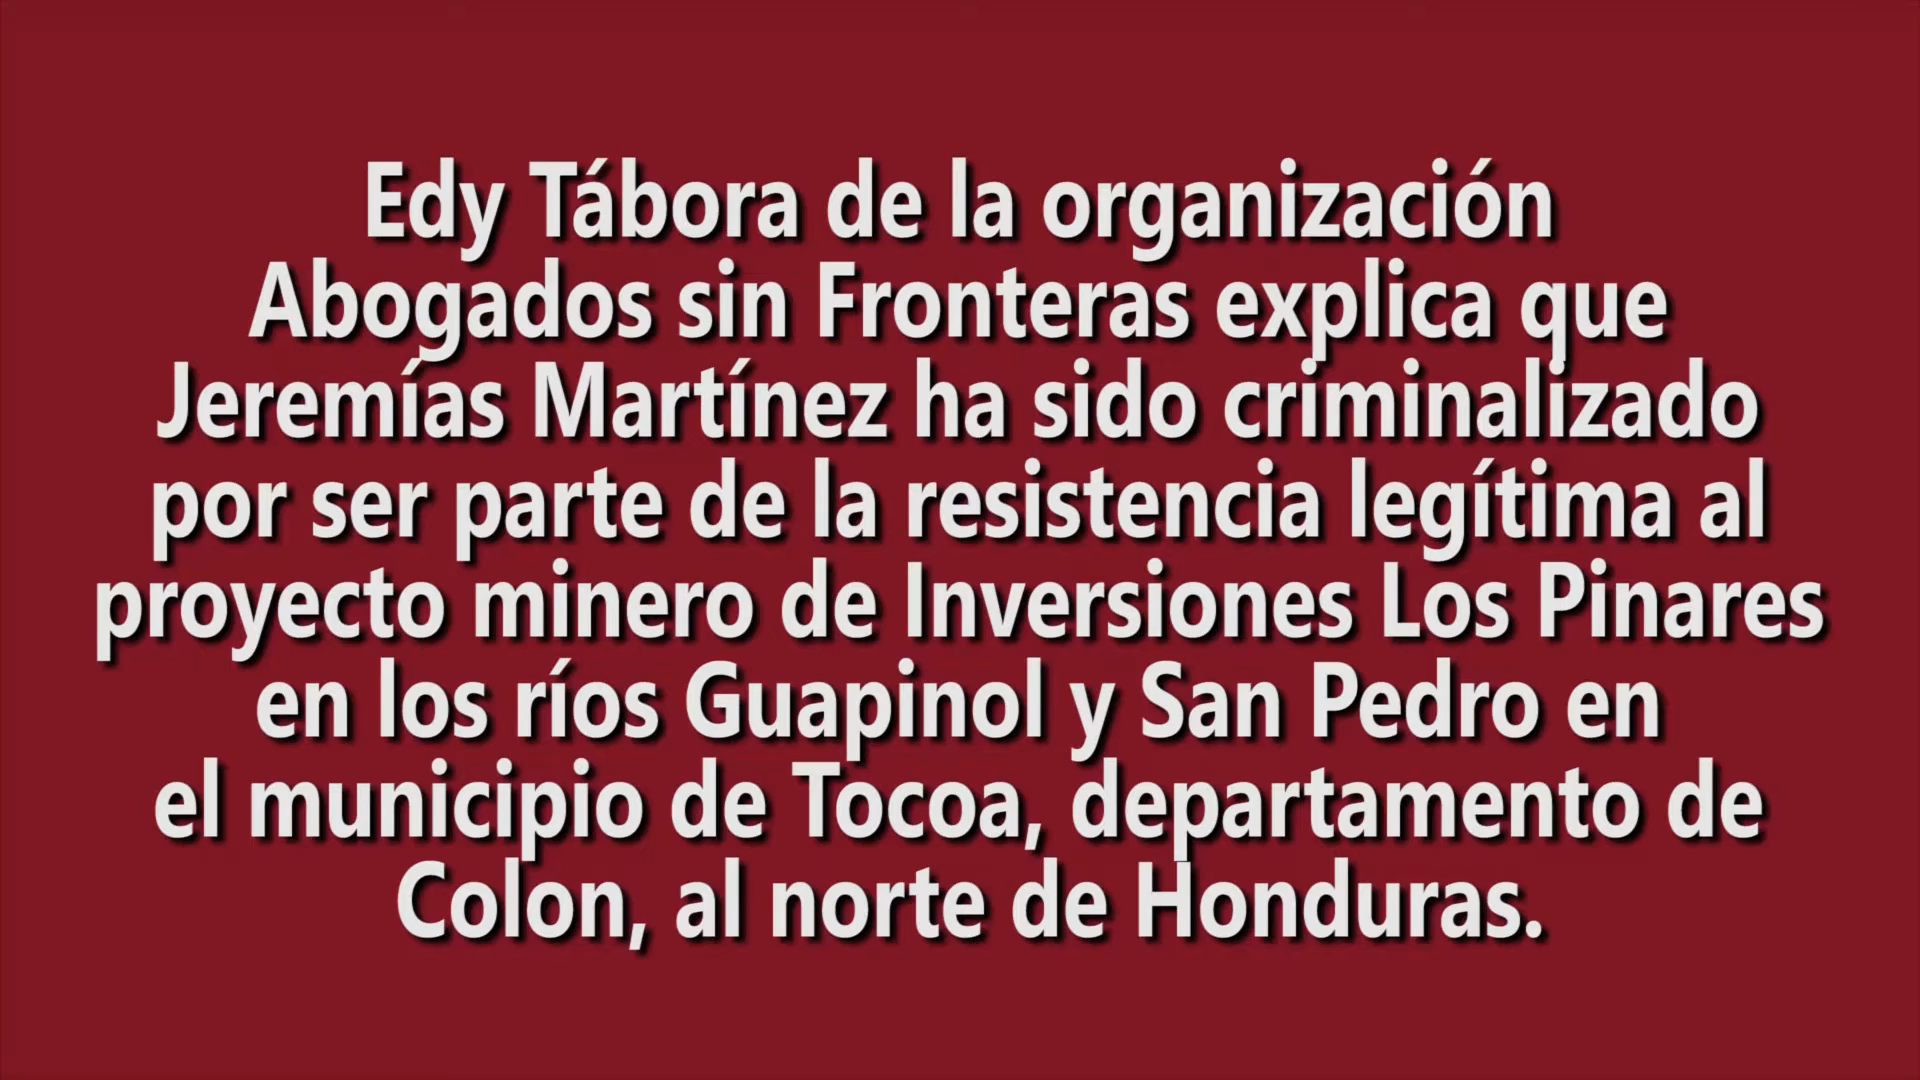 Edy Tábora de la organización
Abogados sin Fronteras explica que
Jeremías Martínez ha sido criminalizado
por ser parte de la resistencia legítima al
proyecto minero de Inversiones Los Pinares
en los ríos Guapinol y San Pedro en
el municipio de Tocoa, departamento de
Colon, al norte de Honduras.